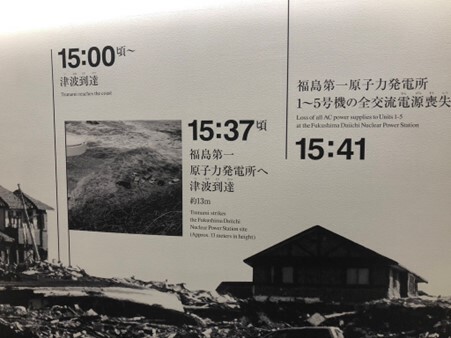 15:00頃~
津波到達
Tsunami reaches the coast
15:37頃
福島第一
原子力発電所へ
津波到達
約13m
Tsunami strikes
the Fukushima Daiichi
Nuclear Power Station site
(Approx. 13 meters in height)
福島第一原子力発電所
1~5号機の全交流電源喪失
Loss of all AC power supplies to Units 1-5
at the Fukushima Daiichi Nuclear Power Station
15:41